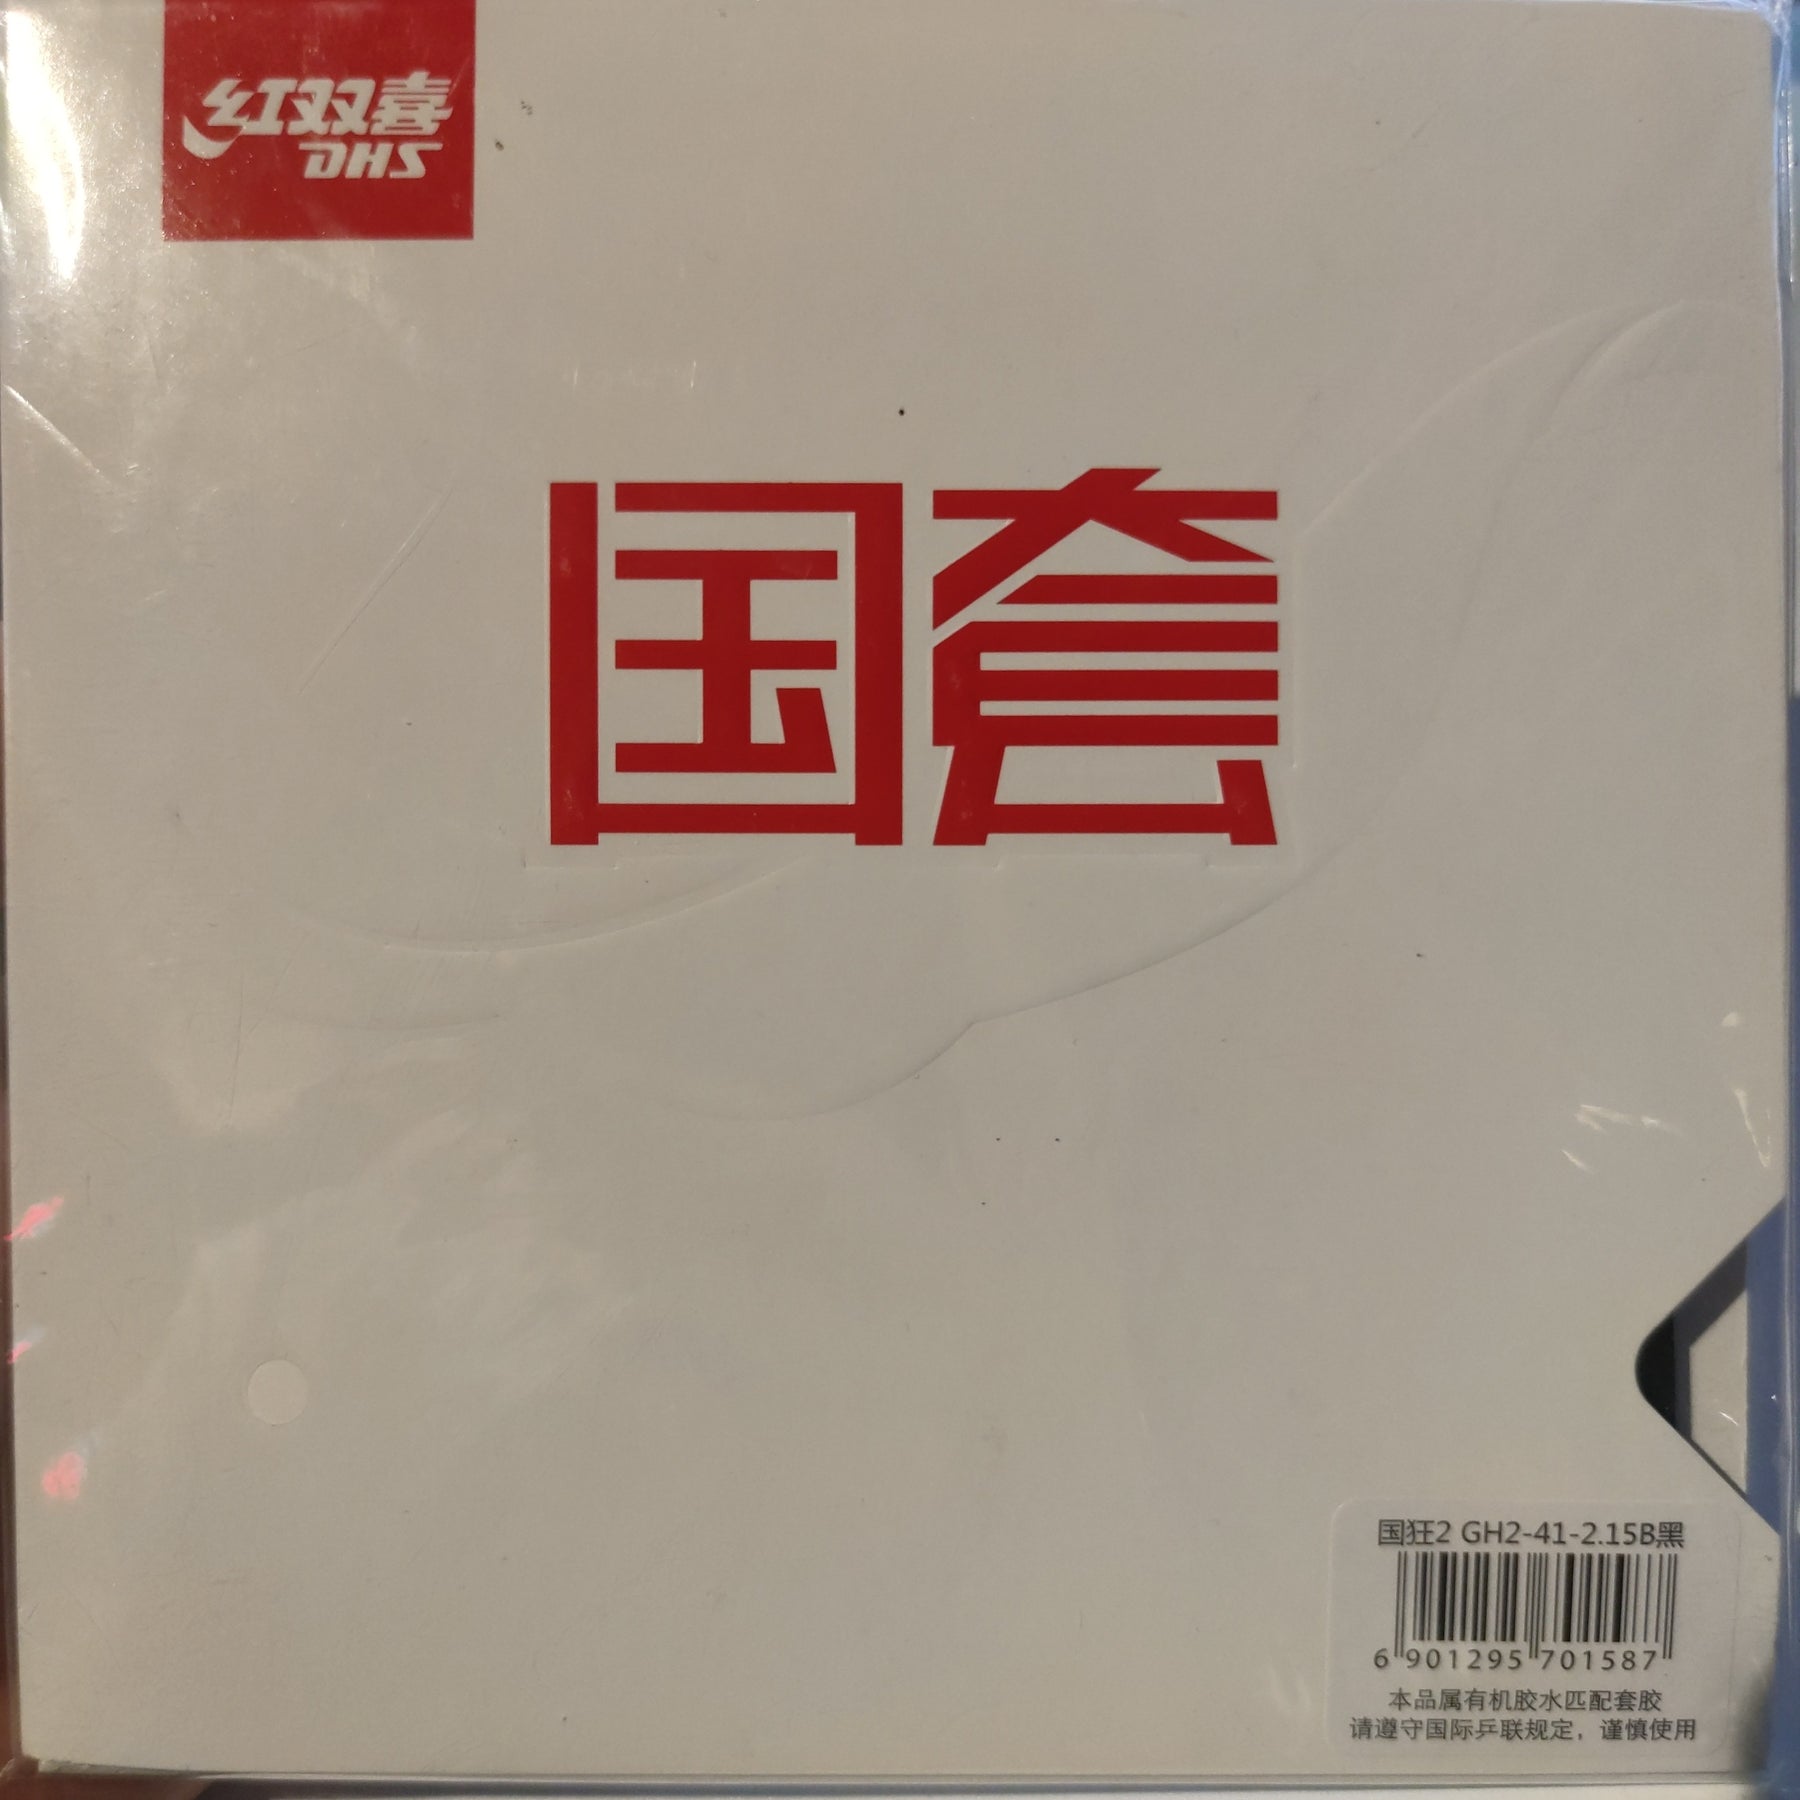 红双喜
DHS
国套
国狂2 GH2-41-2.15B黑
6 901295 701587
本品属有机胶水匹配套胶
请遵守国际乒联规定，谨慎使用